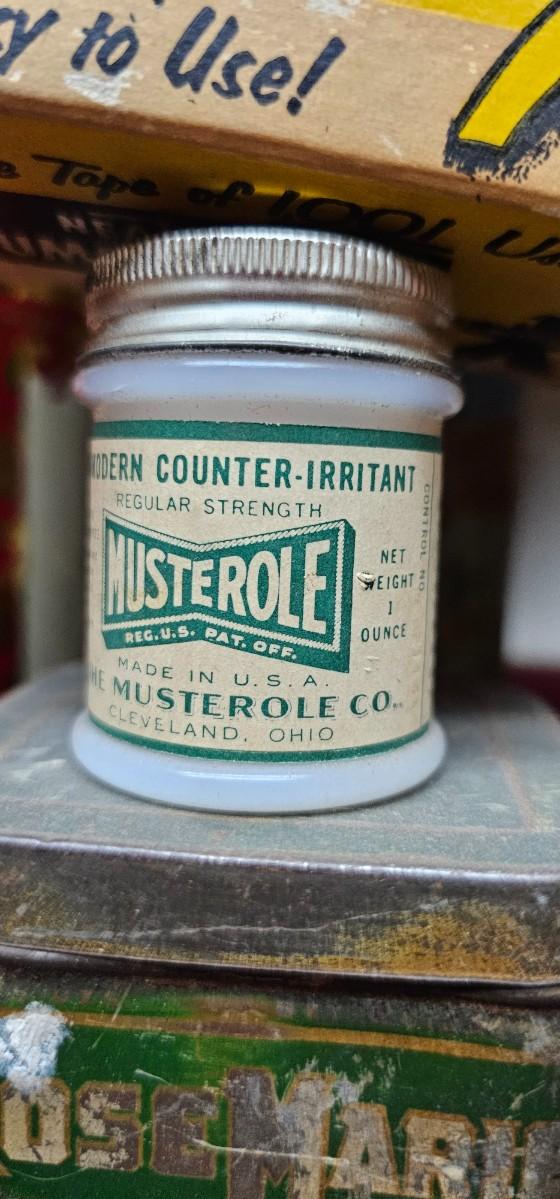 to Use!
Tape of 100L
MODERN COUNTER-IRRITANT
REGULAR STRENGTH
MUSTEROLE
REG. U.S. PAT. OFF.
NET
WEIGHT
1
OUNCE
CONTROL NO
MADE IN U.S.A.
THE MUSTEROLE CO.
CLEVELAND, OHIO
ROSEMARIE